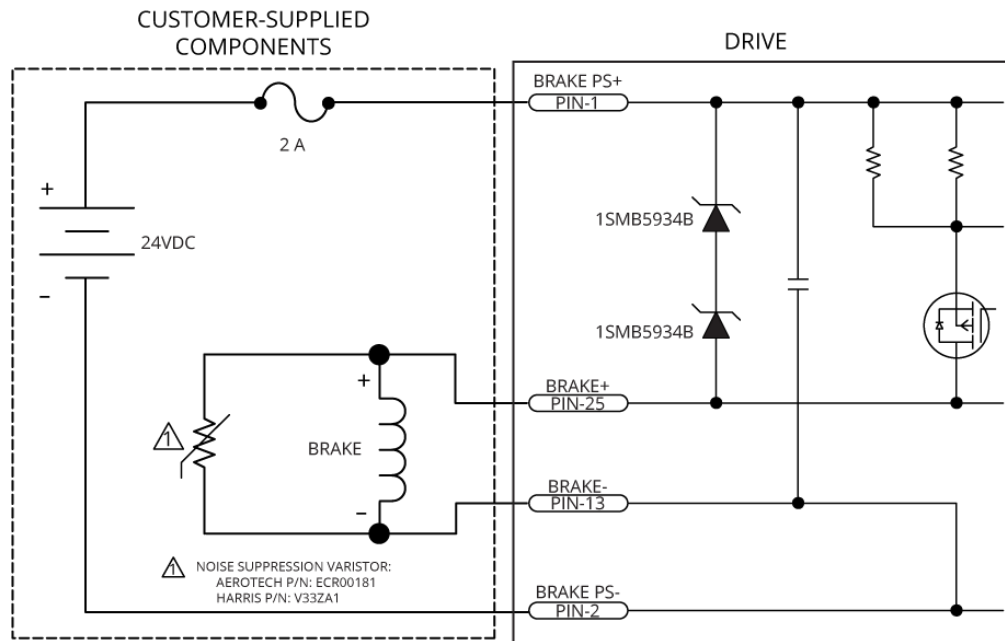 CUSTOMER-SUPPLIED
COMPONENTS
DRIVE
BRAKE PS+
PIN-1
2 A
+
24VDC
–
1SMB5934B
1SMB5934B
BRAKE+
PIN-25
+
1
BRAKE
–
BRAKE-
PIN-13
1 NOISE SUPPRESSION VARISTOR:
AEROTECH P/N: ECR00181
HARRIS P/N: V33ZA1
BRAKE PS-
PIN-2